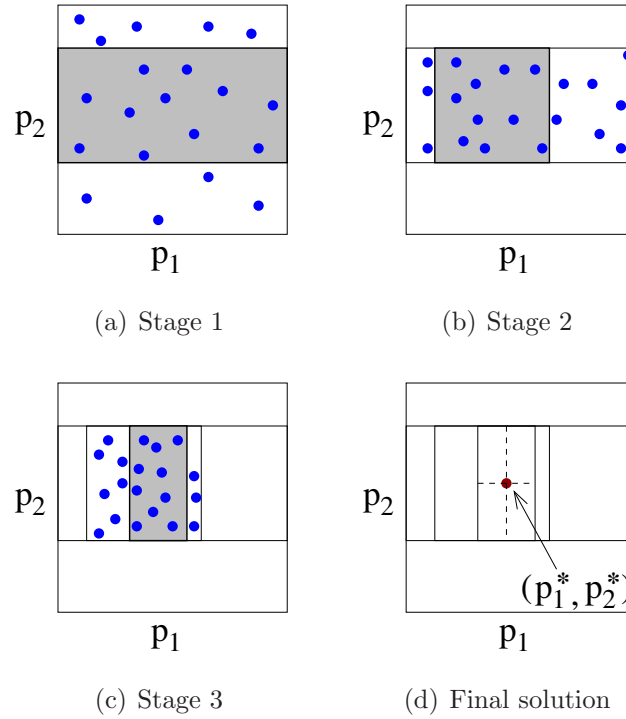 p2
p1
(a) Stage 1
p2
p1
(b) Stage 2
p2
p1
(c) Stage 3
p2
(p1*, p2*)
p1
(d) Final solution